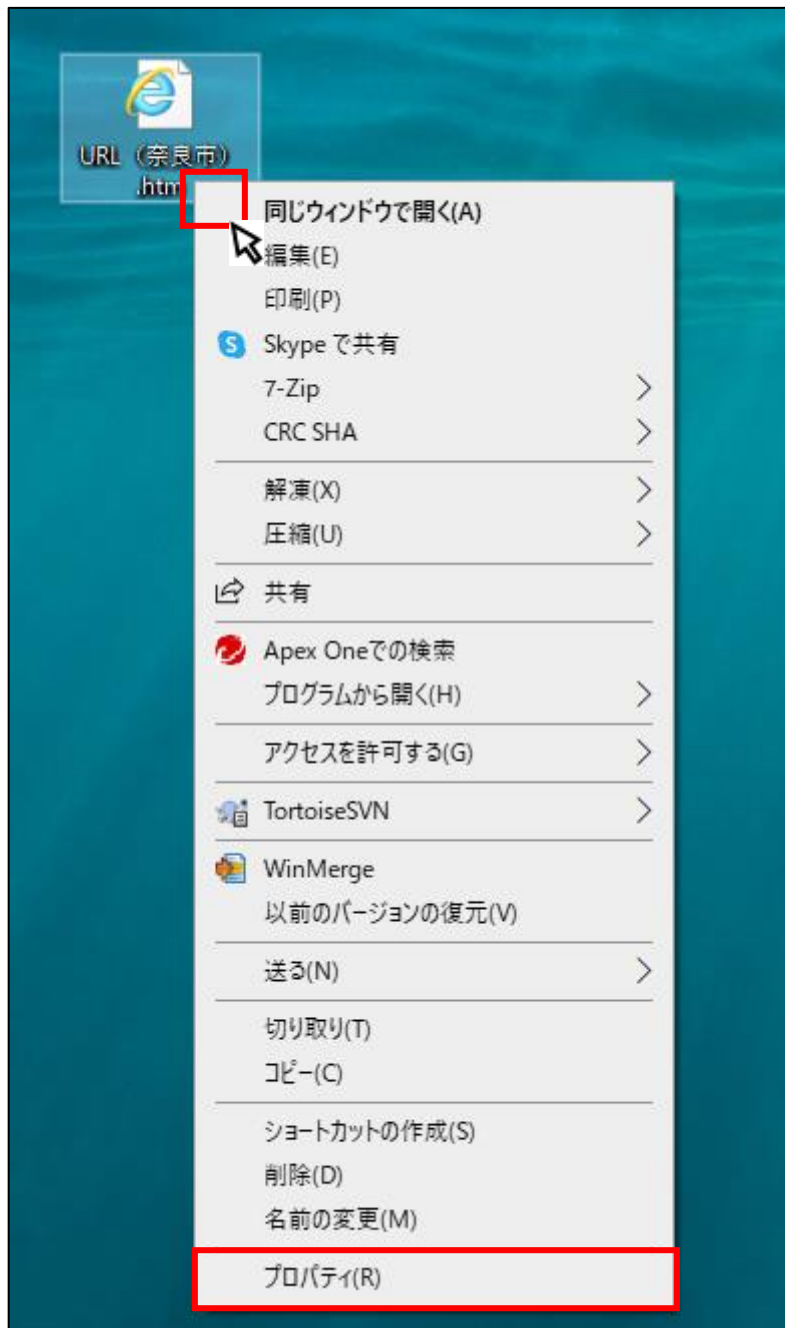 URL（奈良市）
.htm
同じウィンドウで開く(A)
編集(E)
印刷(P)
Skype で共有
7-Zip
CRC SHA
解凍(X)
圧縮(U)
共有
Apex Oneでの検索
プログラムから開く(H)
アクセスを許可する(G)
TortoiseSVN
WinMerge
以前のバージョンの復元(V)
送る(N)
切り取り(T)
コピー(C)
ショートカットの作成(S)
削除(D)
名前の変更(M)
プロパティ(R)